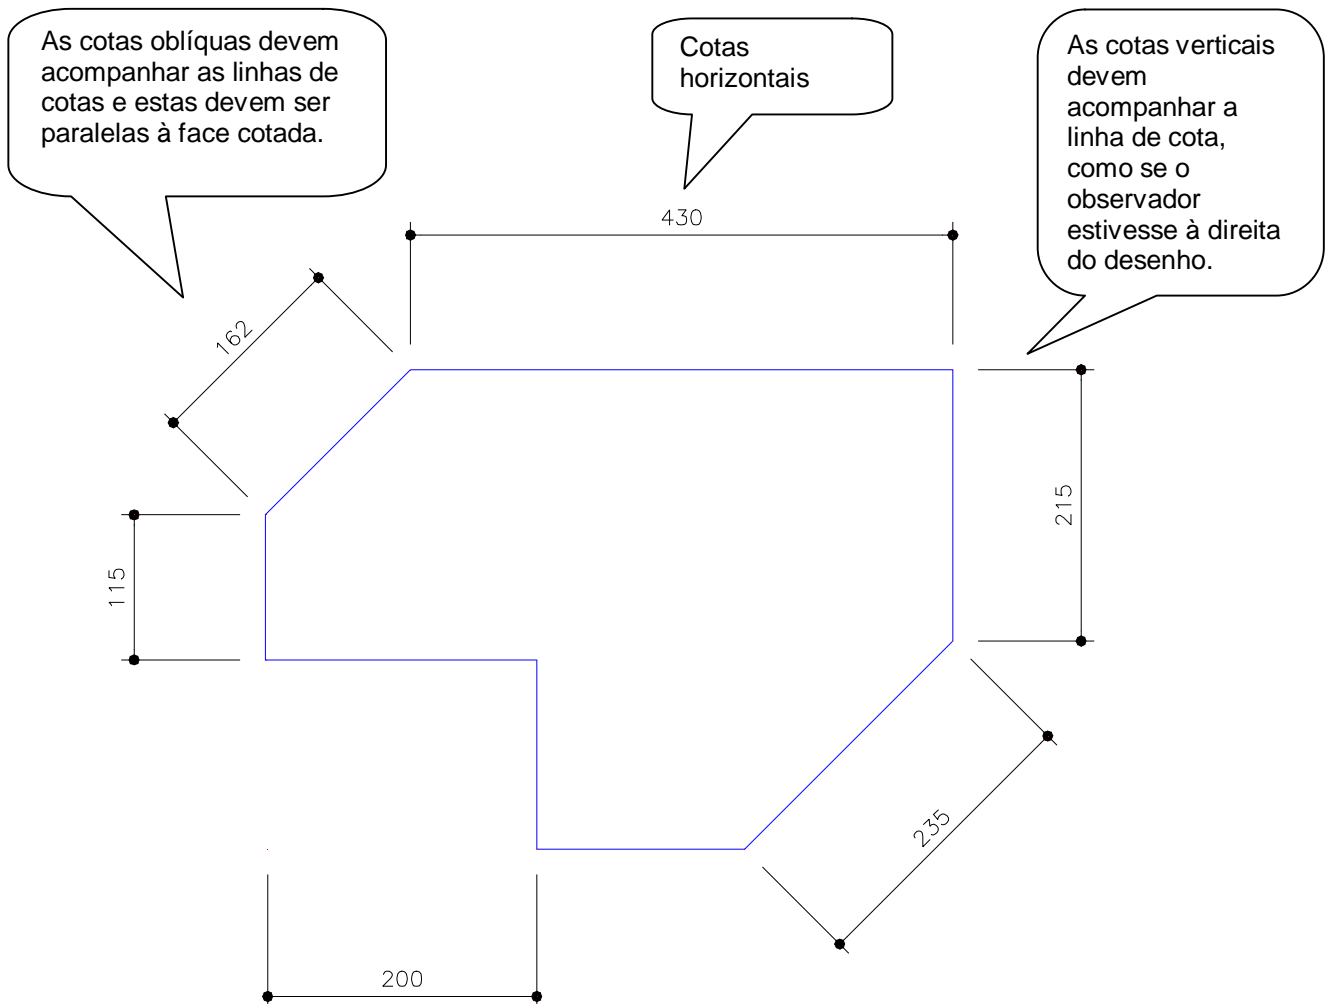 As cotas oblíquas devem
acompanhar as linhas de
cotas e estas devem ser
paralelas à face cotada.
Cotas
horizontais
As cotas verticais
devem
acompanhar a
linha de cota,
como se o
observador
estivesse à direita
do desenho.
430
162
215
115
235
200